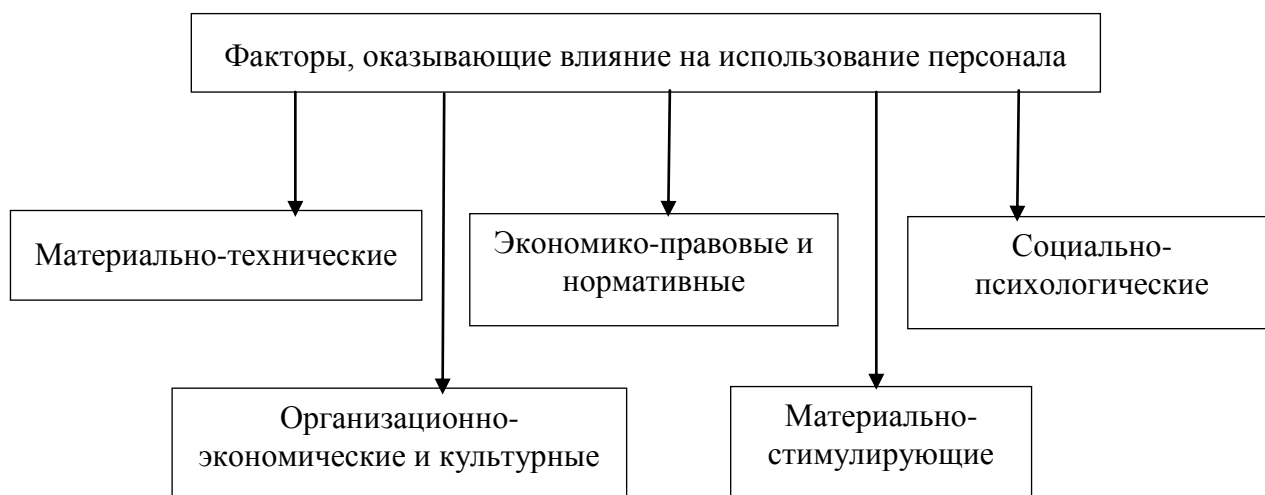 Факторы, оказывающие влияние на использование персонала
Материально-технические
Экономико-правовые и
нормативные
Социально-
психологические
Организационно-
экономические и культурные
Материально-
стимулирующие